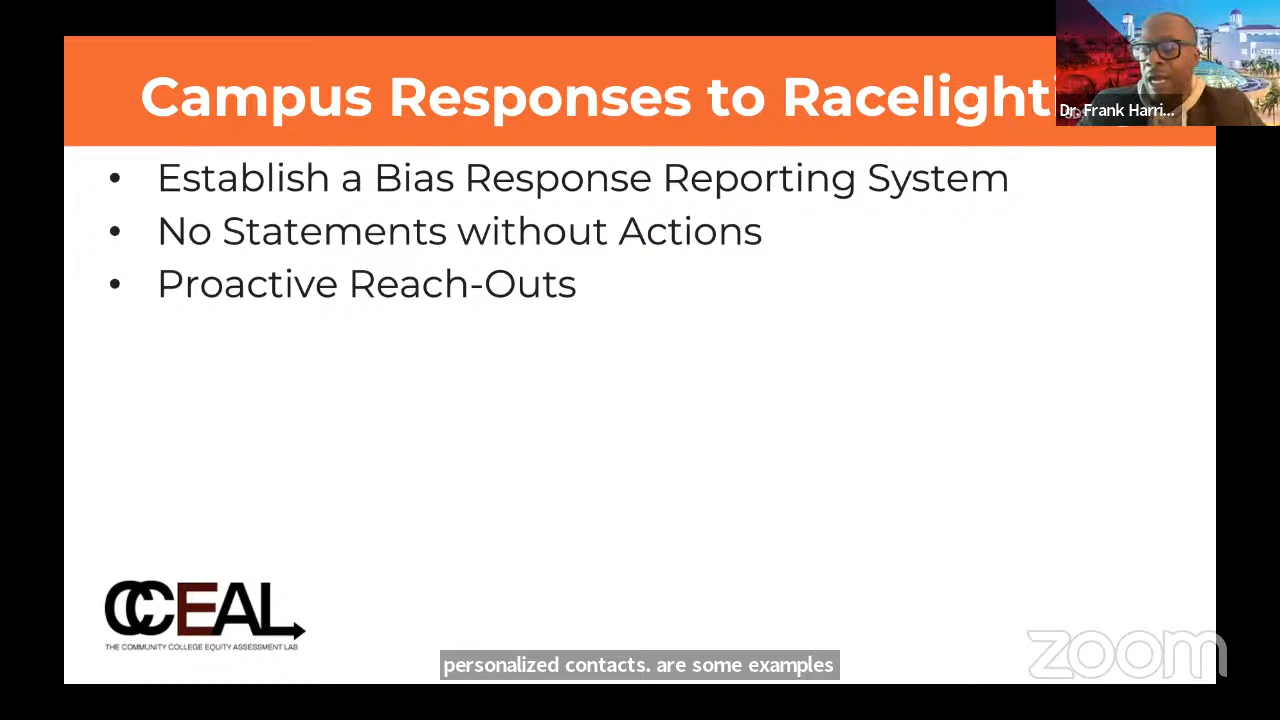 Campus Responses to Racelighti
Dr. Frank Harri...
• Establish a Bias Response Reporting System
• No Statements without Actions
• Proactive Reach-Outs
CCEAL
THE COMMUNITY COLLEGE EQUITY ASSESSMENT LAB
personalized contacts. are some examples
zoom